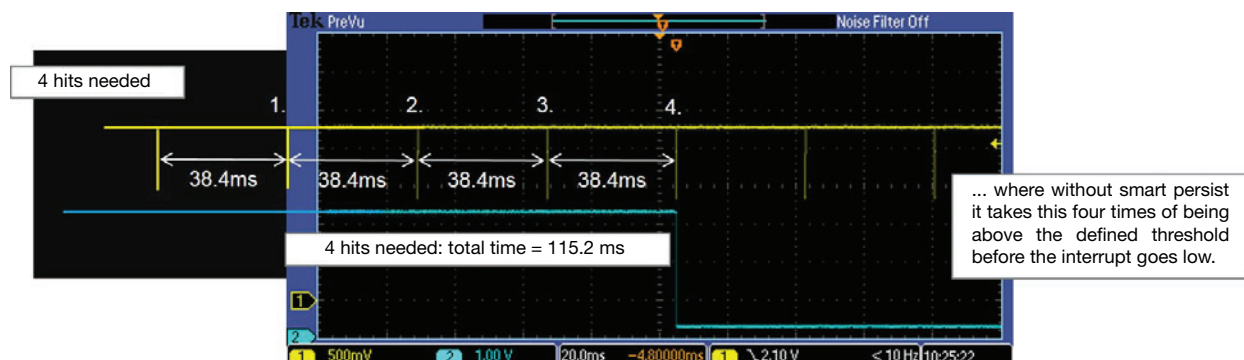 Tek PreVu
Noise Filter Off
4 hits needed
1.
2.
3.
4.
38.4ms
38.4ms
38.4ms
38.4ms
4 hits needed: total time = 115.2 ms
... where without smart persist
it takes this four times of being
above the defined threshold
before the interrupt goes low.
1
2
1 500mV 2 1.00 V 20.0ms −4.80000ms 1 2.10 V < 10 Hz 10:25:22